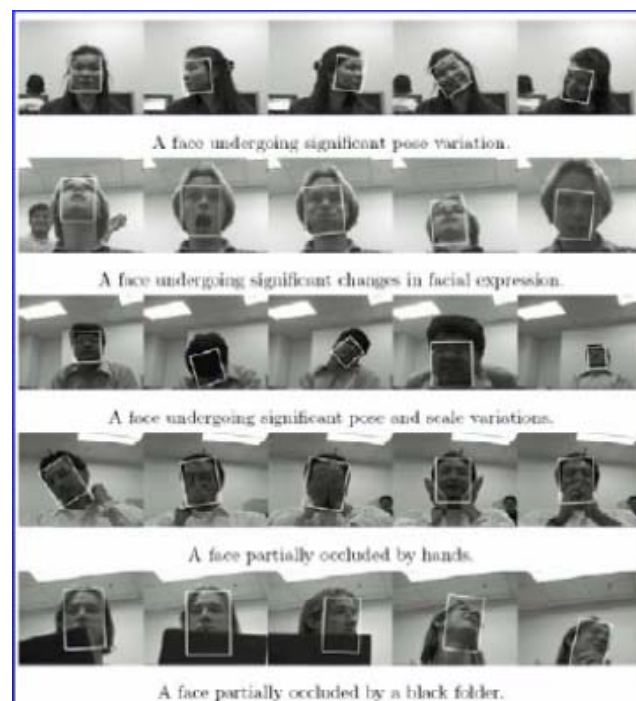 A face undergoing significant pose variation.
A face undergoing significant changes in facial expression.
A face undergoing significant pose and scale variations.
A face partially occluded by hands.
A face partially occluded by a black folder.